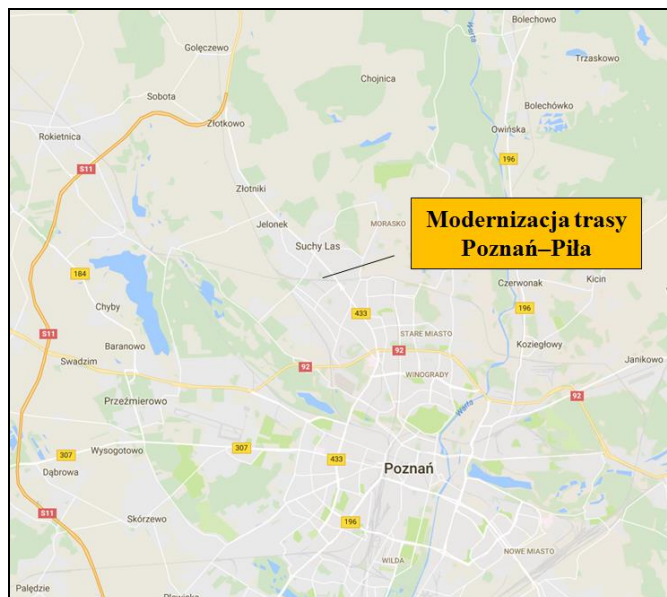 Bolechowo
Warta
Golęczewo
Trzaskowo
Chojnica
Sobota
Bolechówko
Złotkowo
Rokietnica
Owińska
S11
196
Złotniki
Modernizacja trasy
Poznań–Piła
Jelonek
MORASKO
Suchy Las
184
Kicin
Czerwonak
Chyby
196
433
S11
STARE MIASTO
Baranowo
Koziegłowy
92
Swadzim
92
Janikowo
WINOGRADY
92
Przeźmierowo
Warta
307
Wysogotowo
307
433
Poznań
Dąbrowa
S11
Skórzewo
196
NOWE MIASTO
WILDA
Palędzie
Plewiska